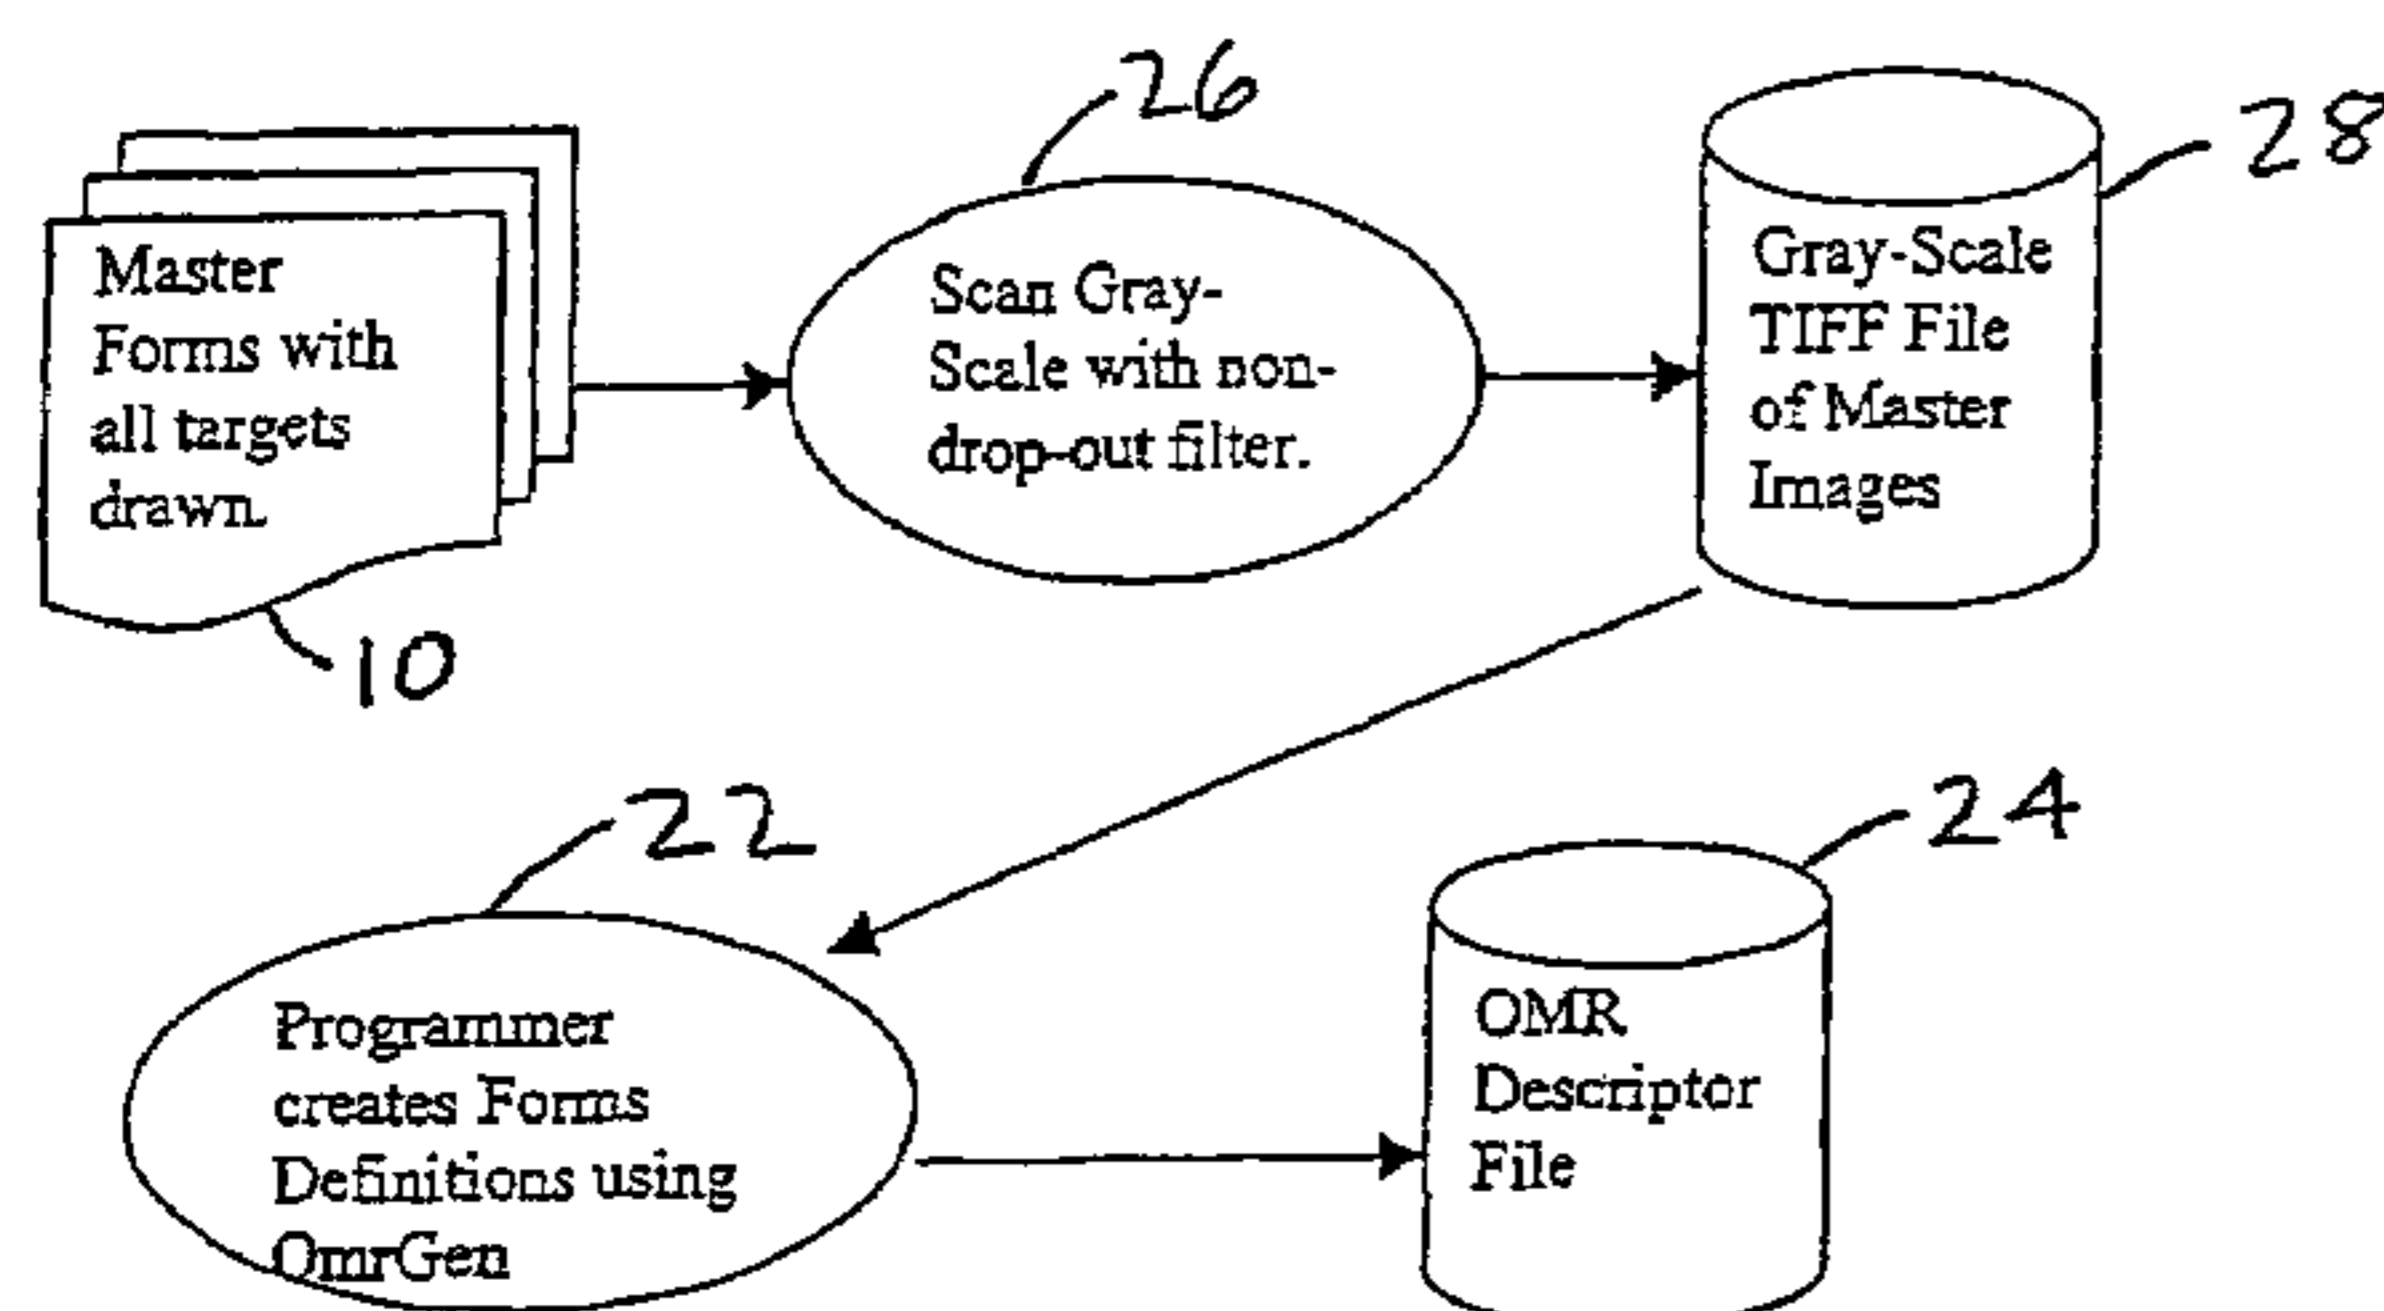 26
28
Master
Forms with
all targets
drawn.
10
Scan Gray-
Scale with non-
drop-out filter.
Gray-Scale
TIFF File
of Master
Images
22
Programmer
creates Forms
Definitions using
OmrGen
24
OMR
Descriptor
File